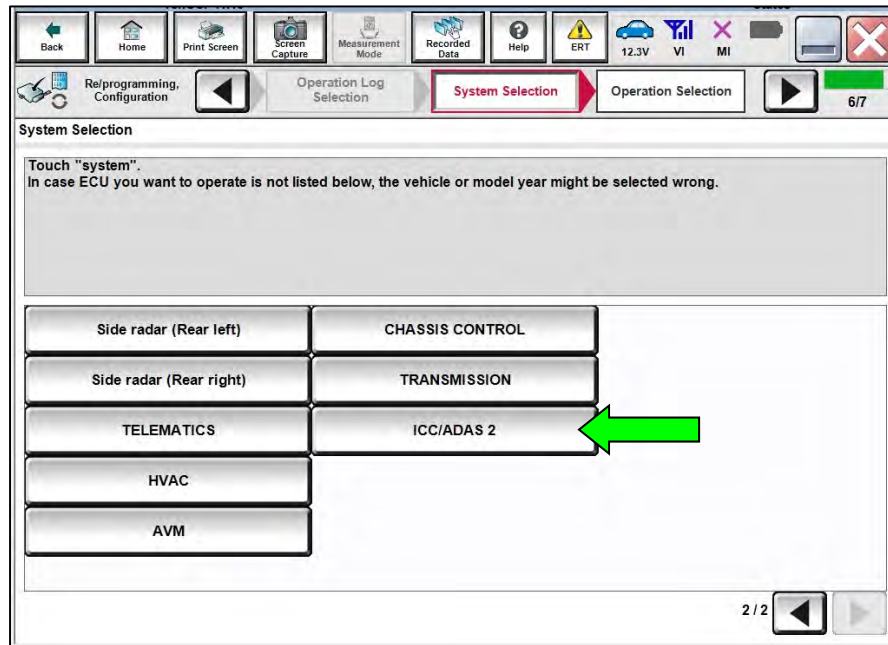 Back
Home
Print Screen
Screen
Capture
Measurement
Mode
Recorded
Data
Help
ERT
12.3V
VI
MI
Re/programming,
Configuration
Operation Log
Selection
System Selection
Operation Selection
6/7
System Selection
Touch "system".
In case ECU you want to operate is not listed below, the vehicle or model year might be selected wrong.
Side radar (Rear left)
CHASSIS CONTROL
Side radar (Rear right)
TRANSMISSION
TELEMATICS
ICC/ADAS 2
HVAC
AVM
2 / 2